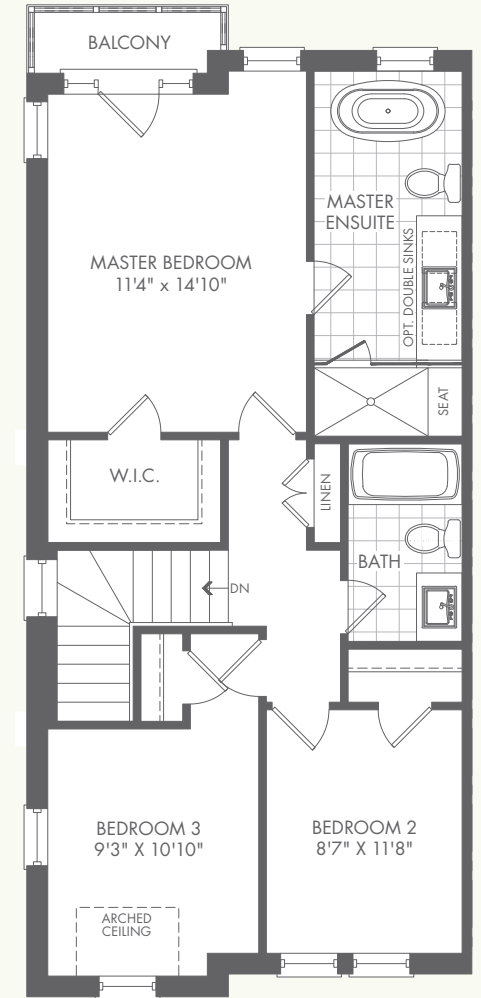 BALCONY
MASTER
ENSUITE
OPT. DOUBLE SINKS
MASTER BEDROOM
11'4" x 14'10"
SEAT
W.I.C.
LINEN
BATH
DN
BEDROOM 3
9'3" X 10'10"
BEDROOM 2
8'7" X 11'8"
ARCHED
CEILING